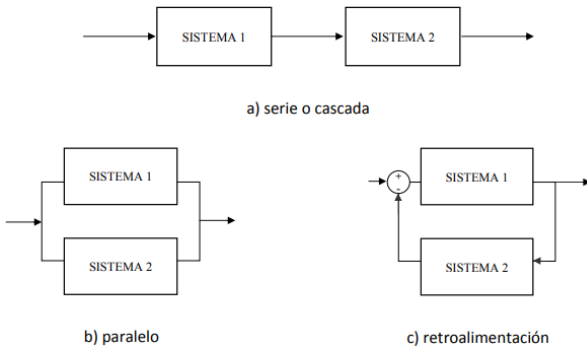 SISTEMA 1
SISTEMA 2
a) serie o cascada
SISTEMA 1
SISTEMA 2
b) paralelo
+
-
SISTEMA 1
SISTEMA 2
c) retroalimentación